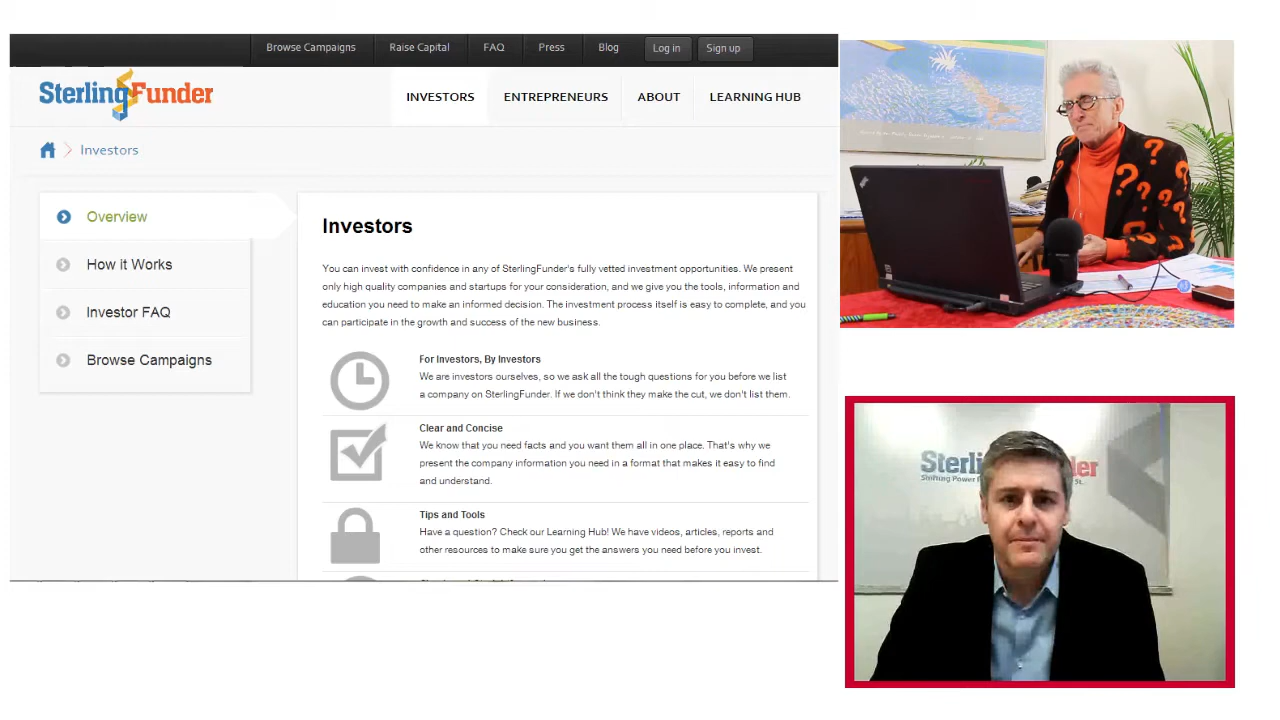 Browse Campaigns
Raise Capital
FAQ
Press
Blog
Log in
Sign up
SterlingFunder
INVESTORS
ENTREPRENEURS
ABOUT
LEARNING HUB
Investors
Overview
How it Works
Investor FAQ
Browse Campaigns
Investors
You can invest with confidence in any of SterlingFunder's fully vetted investment opportunities. We present
only high quality companies and startups for your consideration, and we give you the tools, information and
education you need to make an informed decision. The investment process itself is easy to complete, and you
can participate in the growth and success of the new business.
For Investors, By Investors
We are investors ourselves, so we ask all the tough questions for you before we list
a company on SterlingFunder. If we don't think they make the cut, we don't list them.
Clear and Concise
We know that you need facts and you want them all in one place. That's why we
present the company information you need in a format that makes it easy to find
and understand.
Tips and Tools
Have a question? Check our Learning Hub! We have videos, articles, reports and
other resources to make sure you get the answers you need before you invest.
Shifting Power
St.